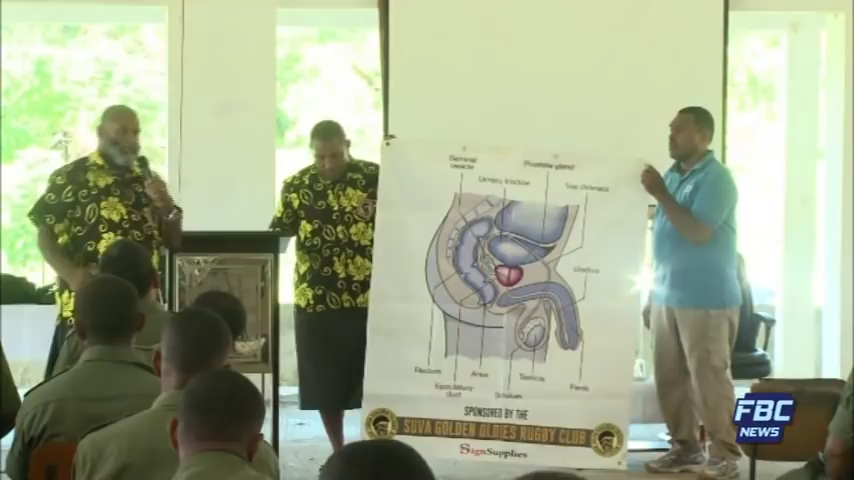 Seminal vesicle
Prostate gland
Urinary bladder
Vas deferens
Urethra
Rectum
Anus
Testicle
Penis
Ejaculatory duct
Scrotum
SPONSORED BY THE
SUVA GOLDEN OLDIES RUGBY CLUB
SignSupplies
FBC
NEWS